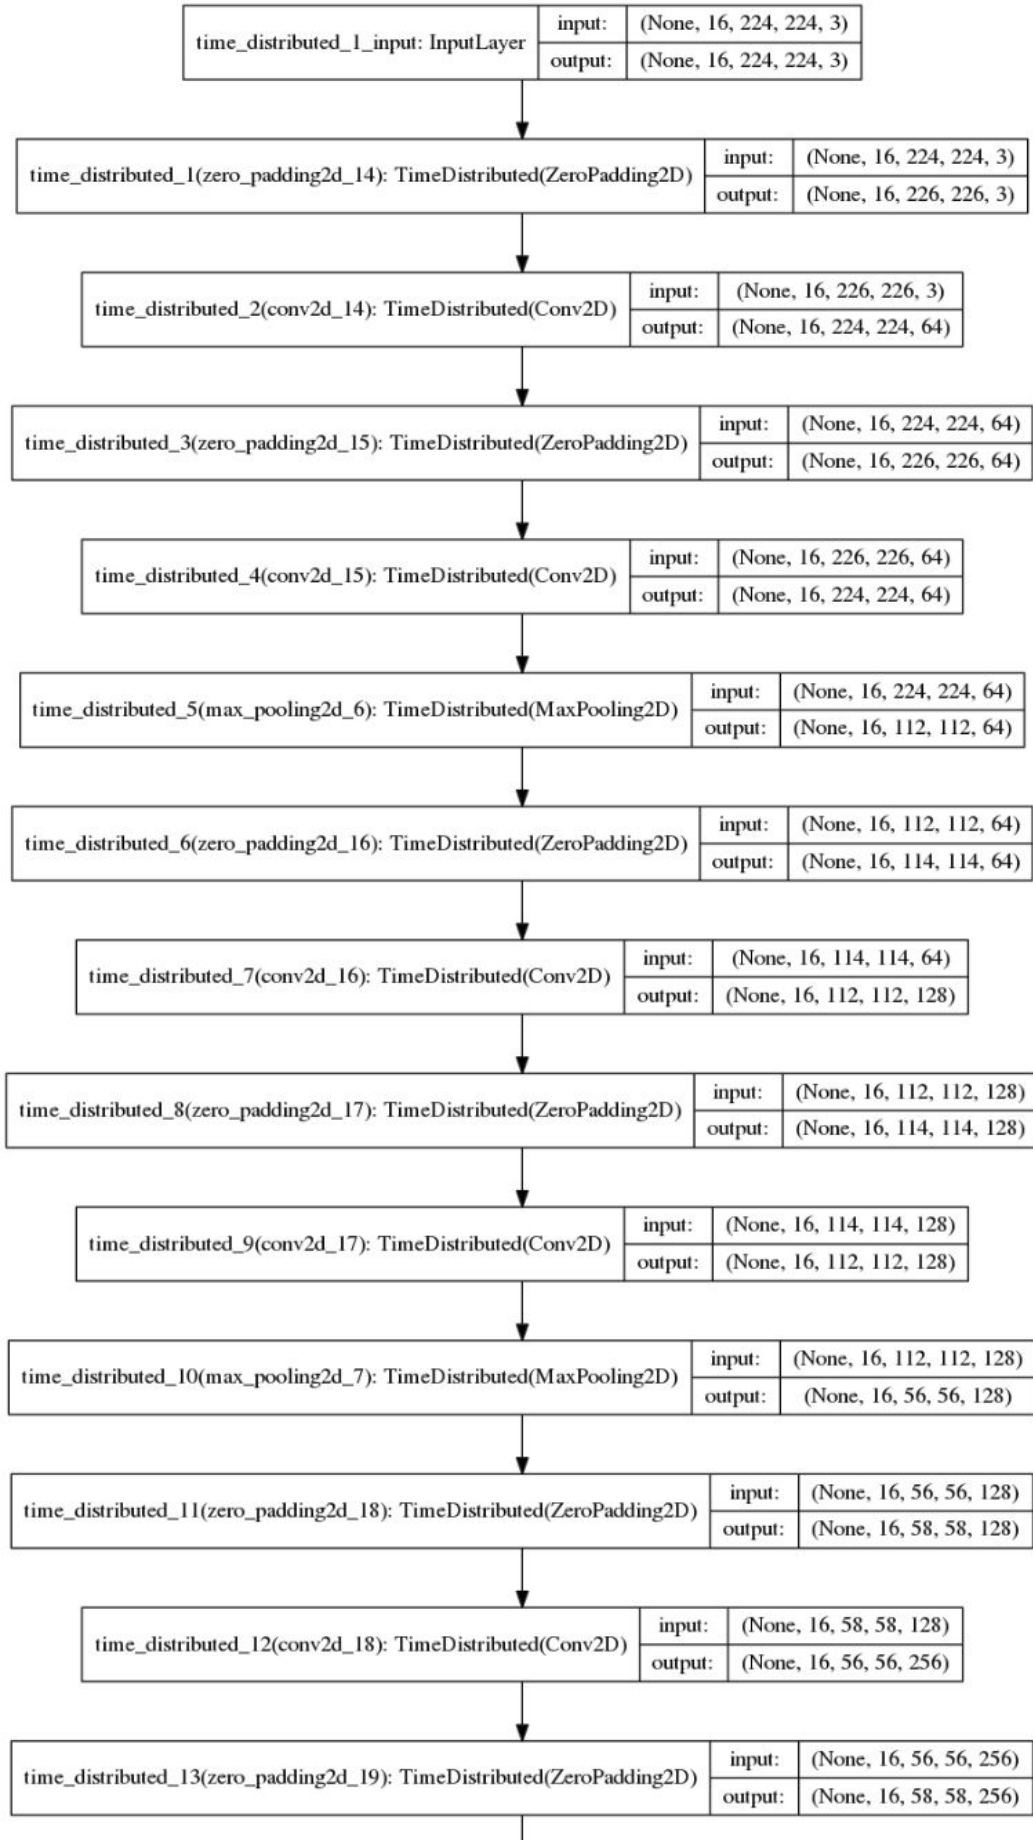 time_distributed_1_input: InputLayer
input: (None, 16, 224, 224, 3)
output: (None, 16, 224, 224, 3)
time_distributed_1(zero_padding2d_14): TimeDistributed(ZeroPadding2D)
input: (None, 16, 224, 224, 3)
output: (None, 16, 226, 226, 3)
time_distributed_2(conv2d_14): TimeDistributed(Conv2D)
input: (None, 16, 226, 226, 3)
output: (None, 16, 224, 224, 64)
time_distributed_3(zero_padding2d_15): TimeDistributed(ZeroPadding2D)
input: (None, 16, 224, 224, 64)
output: (None, 16, 226, 226, 64)
time_distributed_4(conv2d_15): TimeDistributed(Conv2D)
input: (None, 16, 226, 226, 64)
output: (None, 16, 224, 224, 64)
time_distributed_5(max_pooling2d_6): TimeDistributed(MaxPooling2D)
input: (None, 16, 224, 224, 64)
output: (None, 16, 112, 112, 64)
time_distributed_6(zero_padding2d_16): TimeDistributed(ZeroPadding2D)
input: (None, 16, 112, 112, 64)
output: (None, 16, 114, 114, 64)
time_distributed_7(conv2d_16): TimeDistributed(Conv2D)
input: (None, 16, 114, 114, 64)
output: (None, 16, 112, 112, 128)
time_distributed_8(zero_padding2d_17): TimeDistributed(ZeroPadding2D)
input: (None, 16, 112, 112, 128)
output: (None, 16, 114, 114, 128)
time_distributed_9(conv2d_17): TimeDistributed(Conv2D)
input: (None, 16, 114, 114, 128)
output: (None, 16, 112, 112, 128)
time_distributed_10(max_pooling2d_7): TimeDistributed(MaxPooling2D)
input: (None, 16, 112, 112, 128)
output: (None, 16, 56, 56, 128)
time_distributed_11(zero_padding2d_18): TimeDistributed(ZeroPadding2D)
input: (None, 16, 56, 56, 128)
output: (None, 16, 58, 58, 128)
time_distributed_12(conv2d_18): TimeDistributed(Conv2D)
input: (None, 16, 58, 58, 128)
output: (None, 16, 56, 56, 256)
time_distributed_13(zero_padding2d_19): TimeDistributed(ZeroPadding2D)
input: (None, 16, 56, 56, 256)
output: (None, 16, 58, 58, 256)